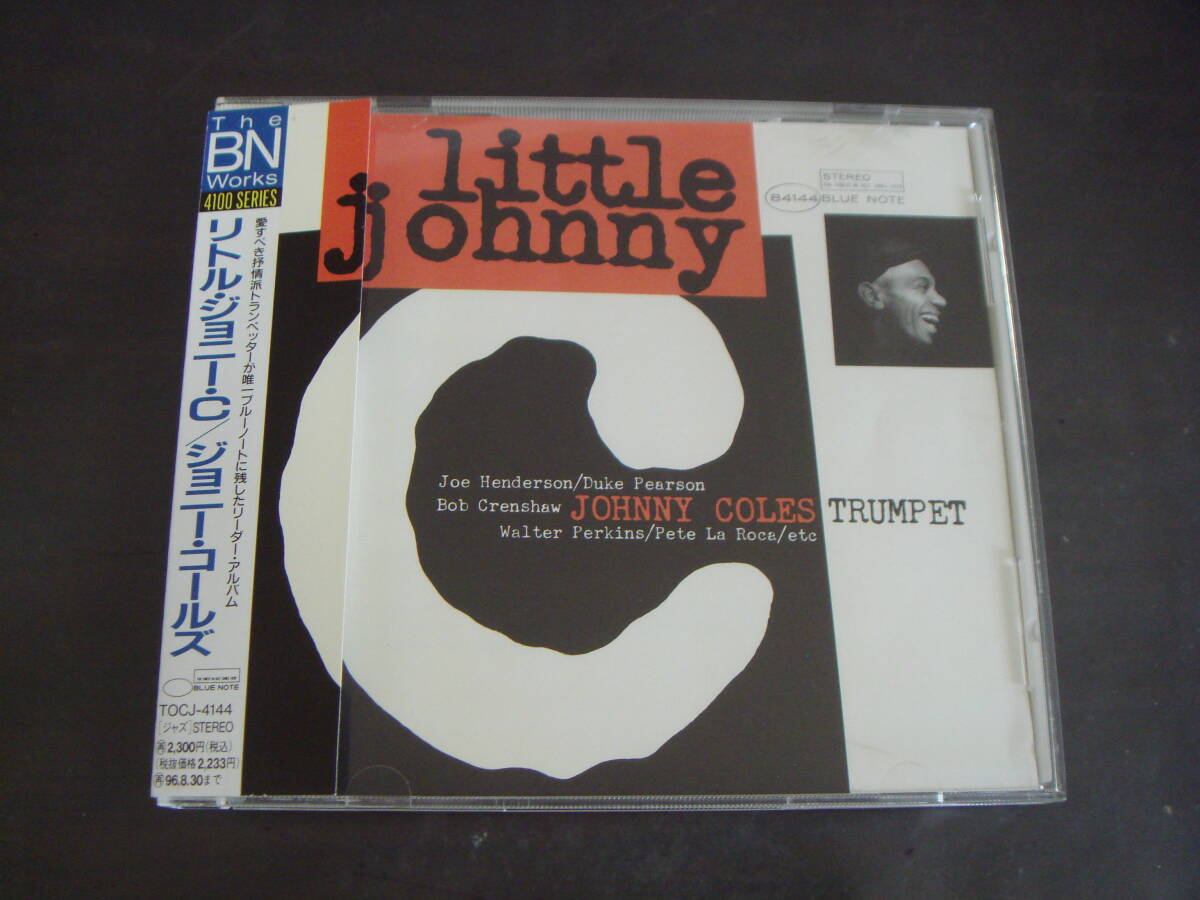 The
BN
Works
4100 SERIES
愛すべき抒情派トランペッターが唯一ブルーノートに残したリーダー・アルバム
リトル・ジョニー・C/ジョニー・コールズ
BLUE NOTE
TOCJ-4144
[ジャズ] STEREO
2,300円(税込)
(税抜価格2,233円)
96.8.30まで
little
johnny
C
STEREO
84144 BLUE NOTE
Joe Henderson/Duke Pearson
Bob Crenshaw JOHNNY COLES TRUMPET
Walter Perkins/Pete La Roca/etc